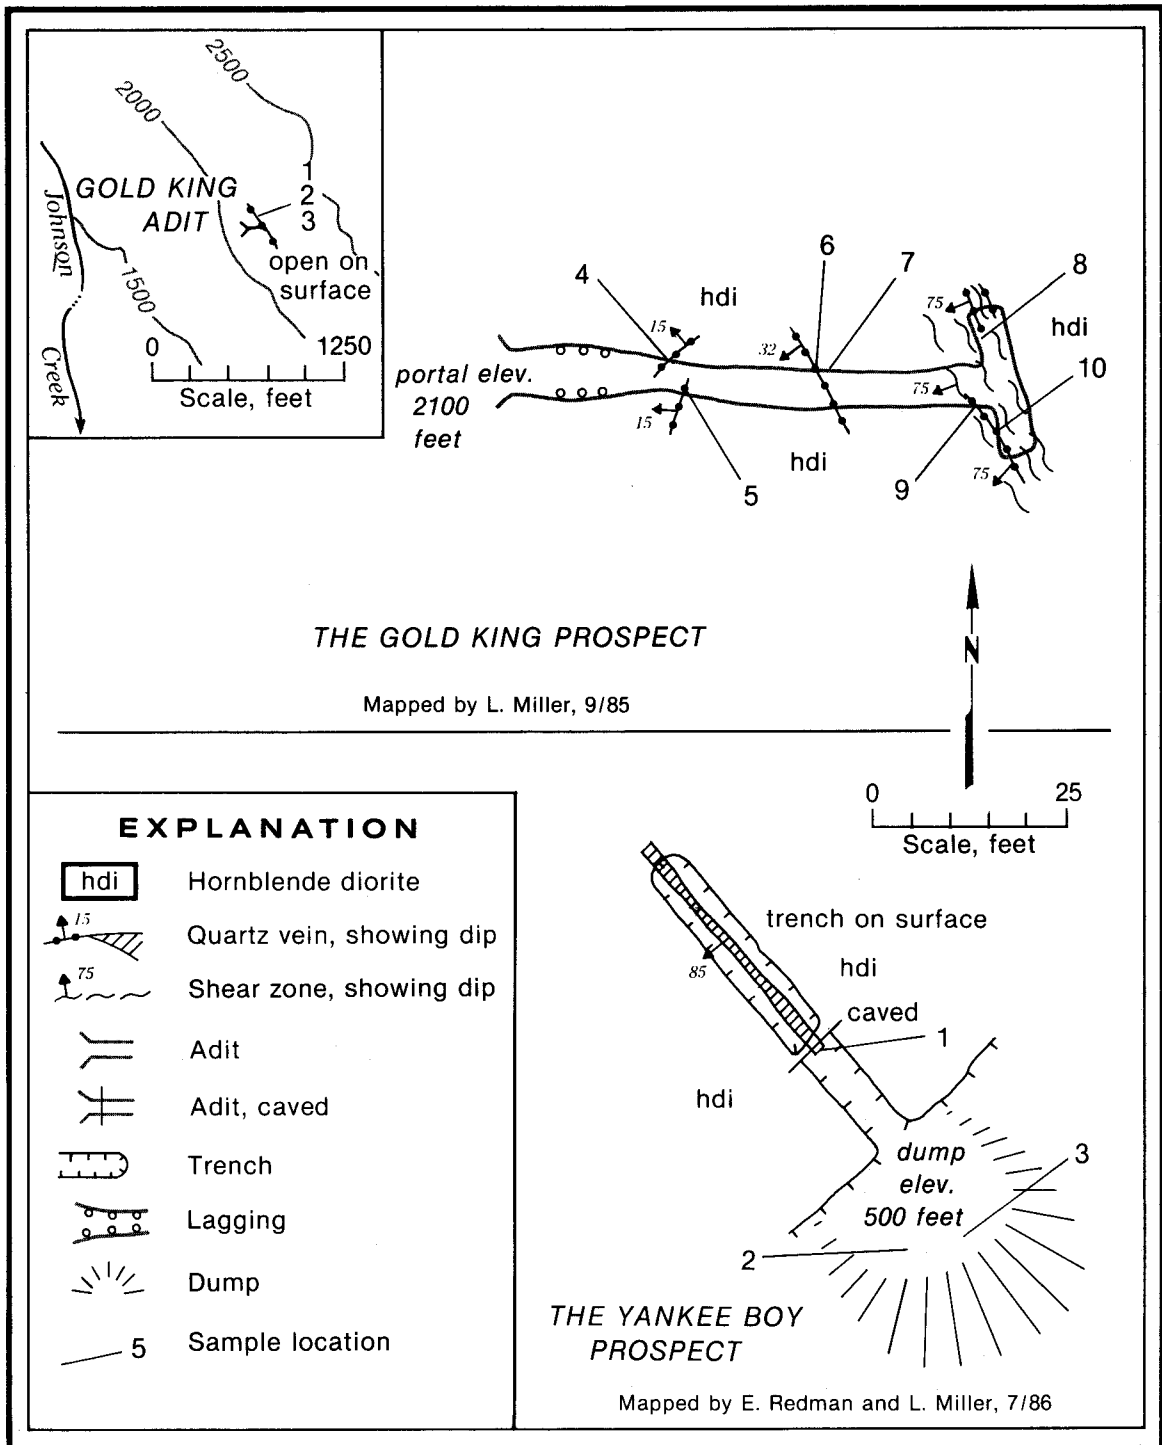 2500
2000
GOLD KING
ADIT
1
2
3
open on
surface
Johnson
Creek
1500
0 1250
Scale, feet
portal elev.
2100
feet
4
hdi
6
7
8
hdi
15
32
75
10
75
15
5
hdi
9
75
THE GOLD KING PROSPECT
Mapped by L. Miller, 9/85
N
0 25
Scale, feet
EXPLANATION
hdi Hornblende diorite
15 Quartz vein, showing dip
75 Shear zone, showing dip
Adit
Adit, caved
Trench
Lagging
Dump
5 Sample location
trench on surface
hdi
85
caved
1
hdi
dump
elev.
500 feet
3
2
THE YANKEE BOY
PROSPECT
Mapped by E. Redman and L. Miller, 7/86